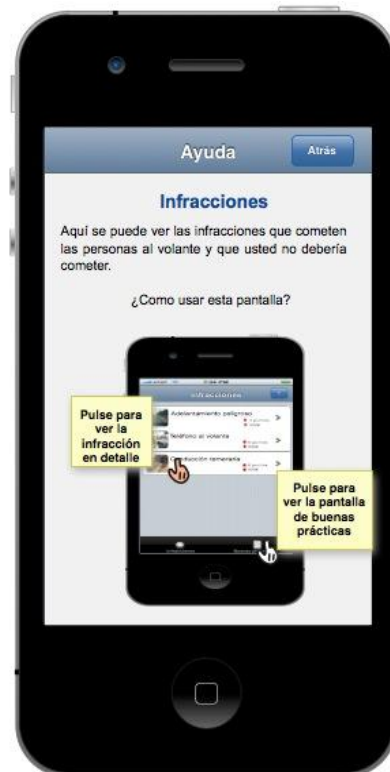 Ayuda
Atrás
Infracciones
Aquí se puede ver las infracciones que cometen
las personas al volante y que usted no debería
cometer.
¿Como usar esta pantalla?
Infracciones
Adelantamiento peligroso
Teléfono al volante
Conducción temeraria
Pulse para
ver la
infracción
en detalle
Pulse para
ver la pantalla
de buenas
prácticas
Infracciones